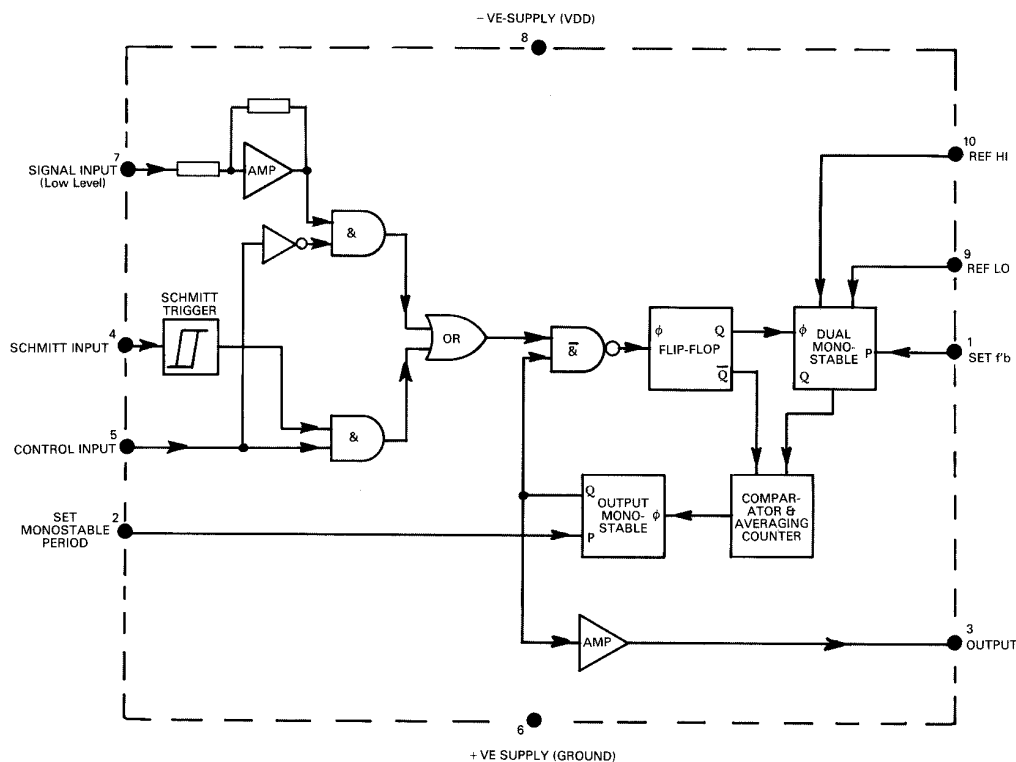 – VE-SUPPLY (VDD)
8
7
SIGNAL INPUT
(Low Level)
AMP
10
REF HI
&
9
REF LO
SCHMITT
TRIGGER
4
SCHMITT INPUT
OR
&
ϕ Q
FLIP-FLOP
Q
ϕ DUAL
MONO-
STABLE
P
Q
1
SET f'b
5
CONTROL INPUT
&
SET
MONOSTABLE
PERIOD
2
Q
OUTPUT
MONO-
STABLE
ϕ
P
COMPAR-
ATOR &
AVERAGING
COUNTER
AMP
3
OUTPUT
6
+ VE SUPPLY (GROUND)